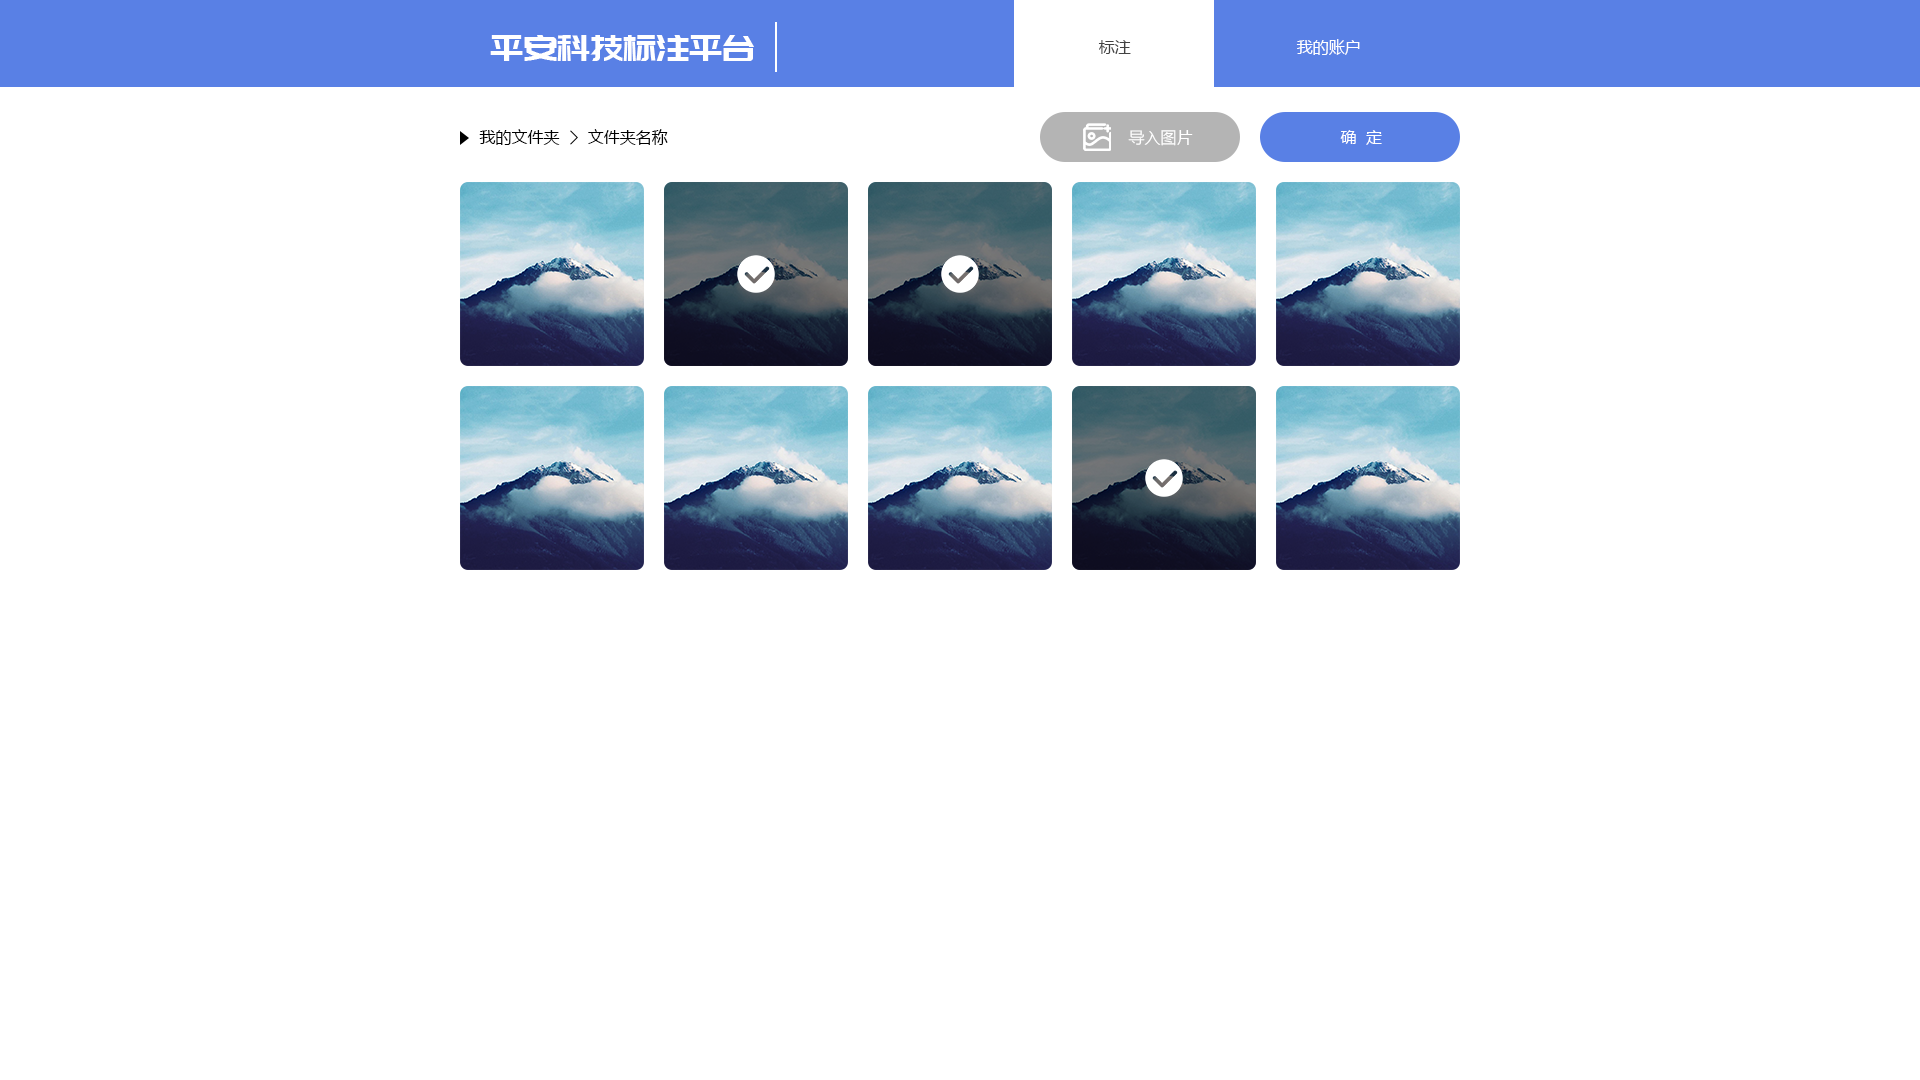 平安科技标注平台
标注
我的账户
我的文件夹 > 文件夹名称
导入图片
确 定